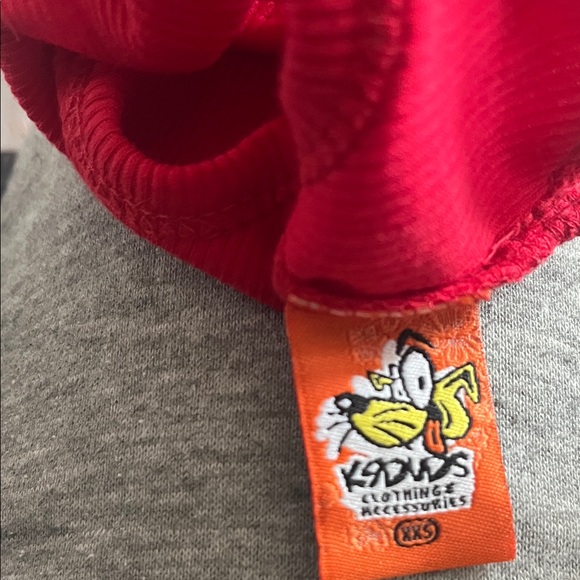 K9DUDS
CLOTHING &
ACCESSORIES
XXS